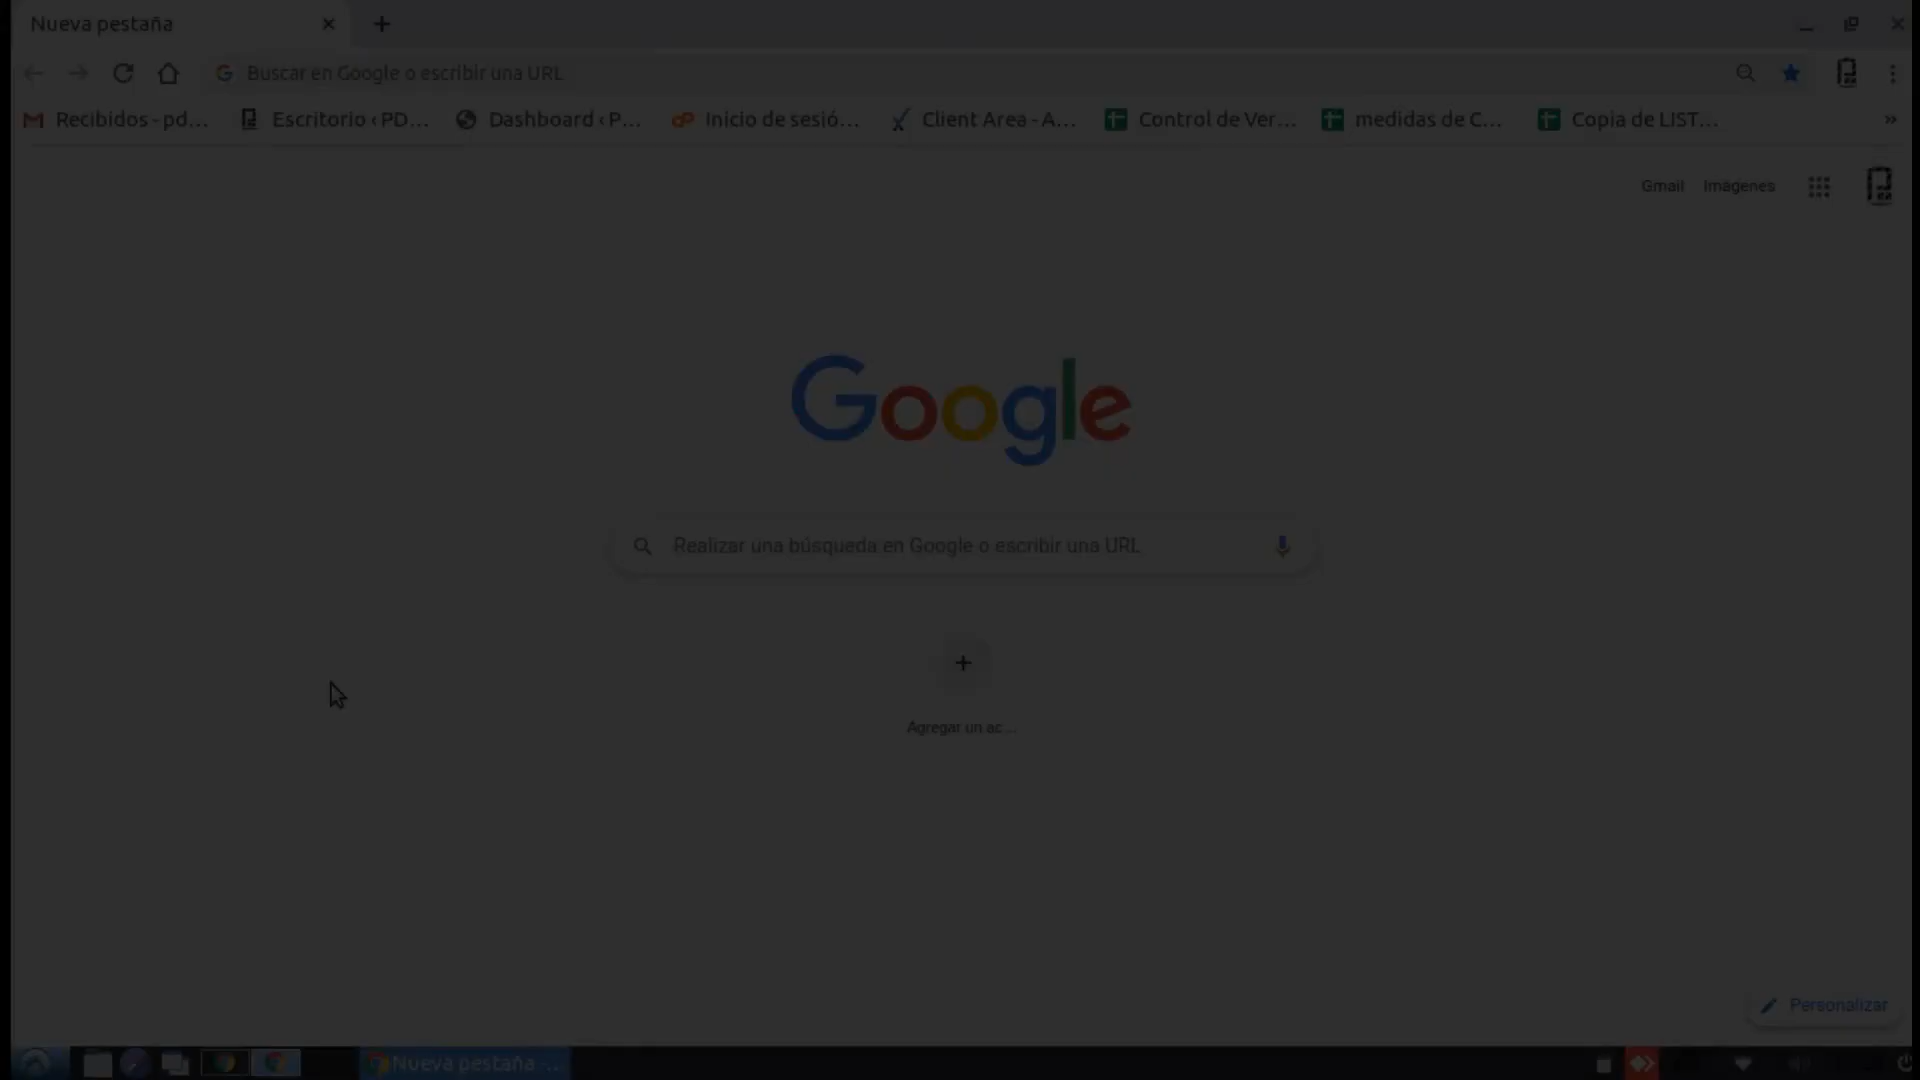 Nueva pestaña
Buscar en Google o escribir una URL
Recibidos - pd...
Escritorio ‹ PD...
Dashboard ‹ P...
Inicio de sesió...
Client Area - A...
Control de Ver...
medidas de C...
Copia de LIST...
Gmail
Imágenes
Google
Realizar una búsqueda en Google o escribir una URL
Agregar un ac...
Personalizar
Nueva pestaña - ...